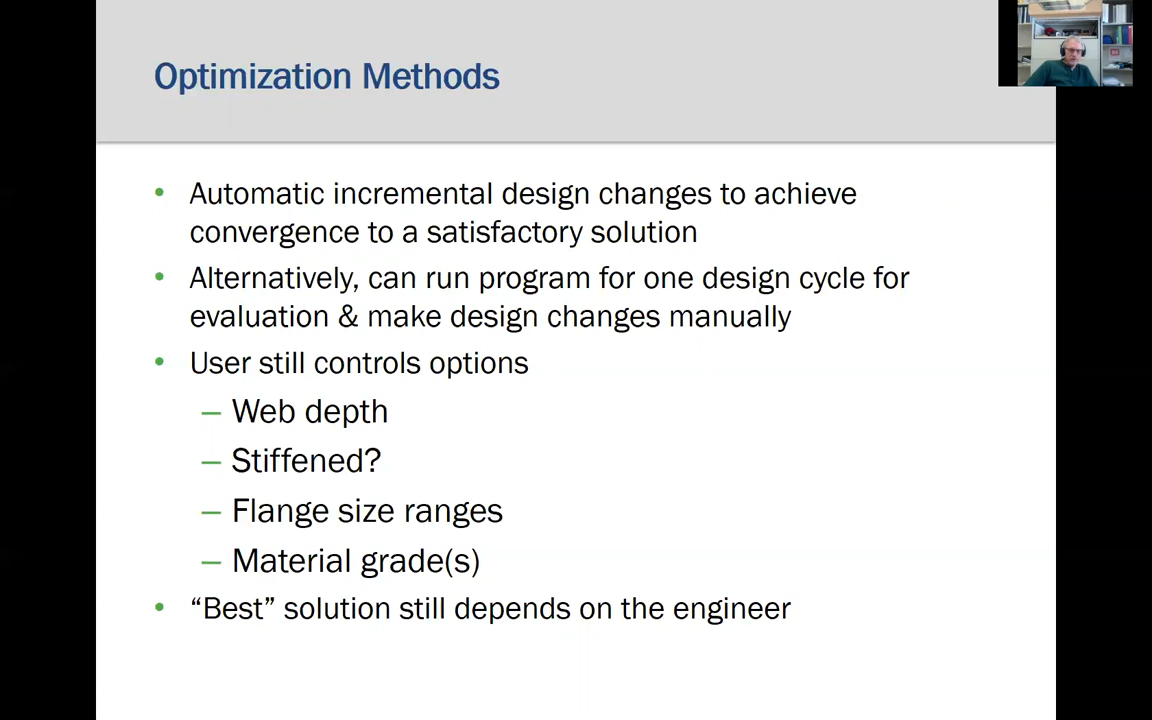 Optimization Methods
• Automatic incremental design changes to achieve
convergence to a satisfactory solution
• Alternatively, can run program for one design cycle for
evaluation & make design changes manually
• User still controls options
– Web depth
– Stiffened?
– Flange size ranges
– Material grade(s)
• “Best” solution still depends on the engineer